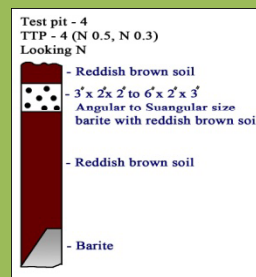 Test pit - 4
TTP - 4 (N 0.5, N 0.3)
Looking N
- Reddish brown soil
- 3"x 2"x 2" to 6"x 2"x 3"
Angular to Suangular size
barite with reddish brown soi
- Reddish brown soil
- Barite